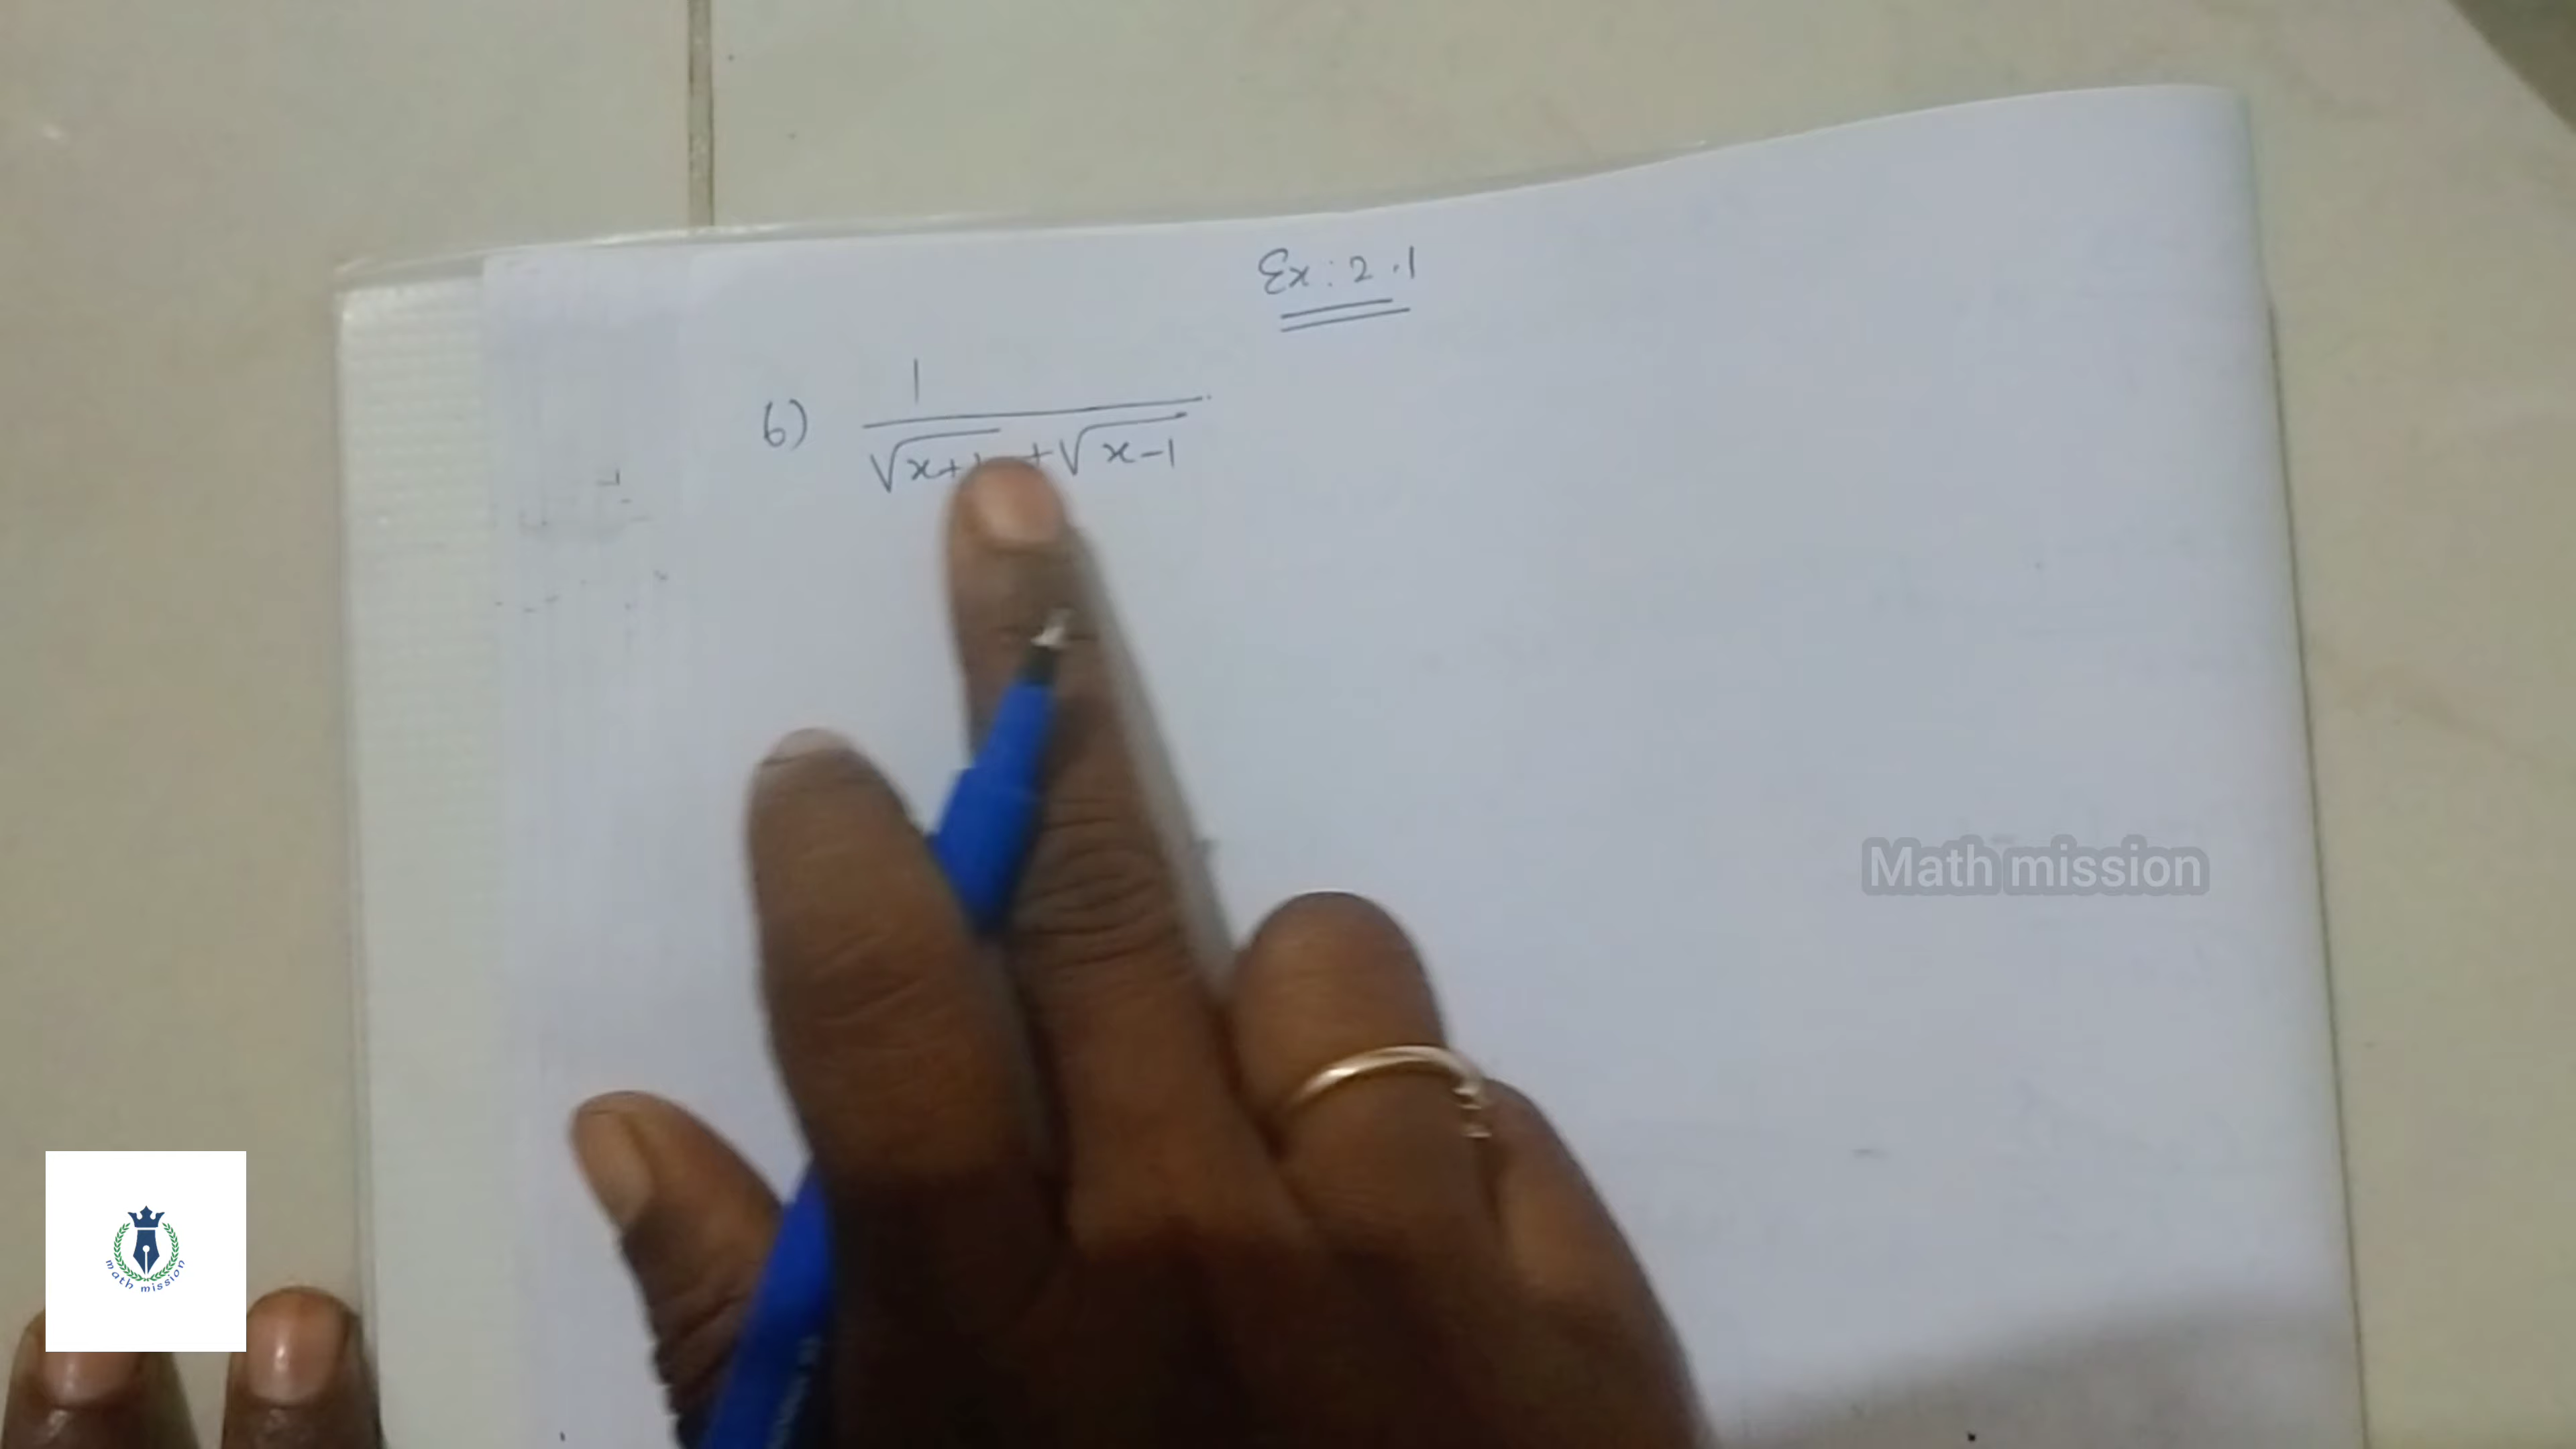 Ex: 2.1
6) 1
√x+1 + √x-1
Math mission
math mission